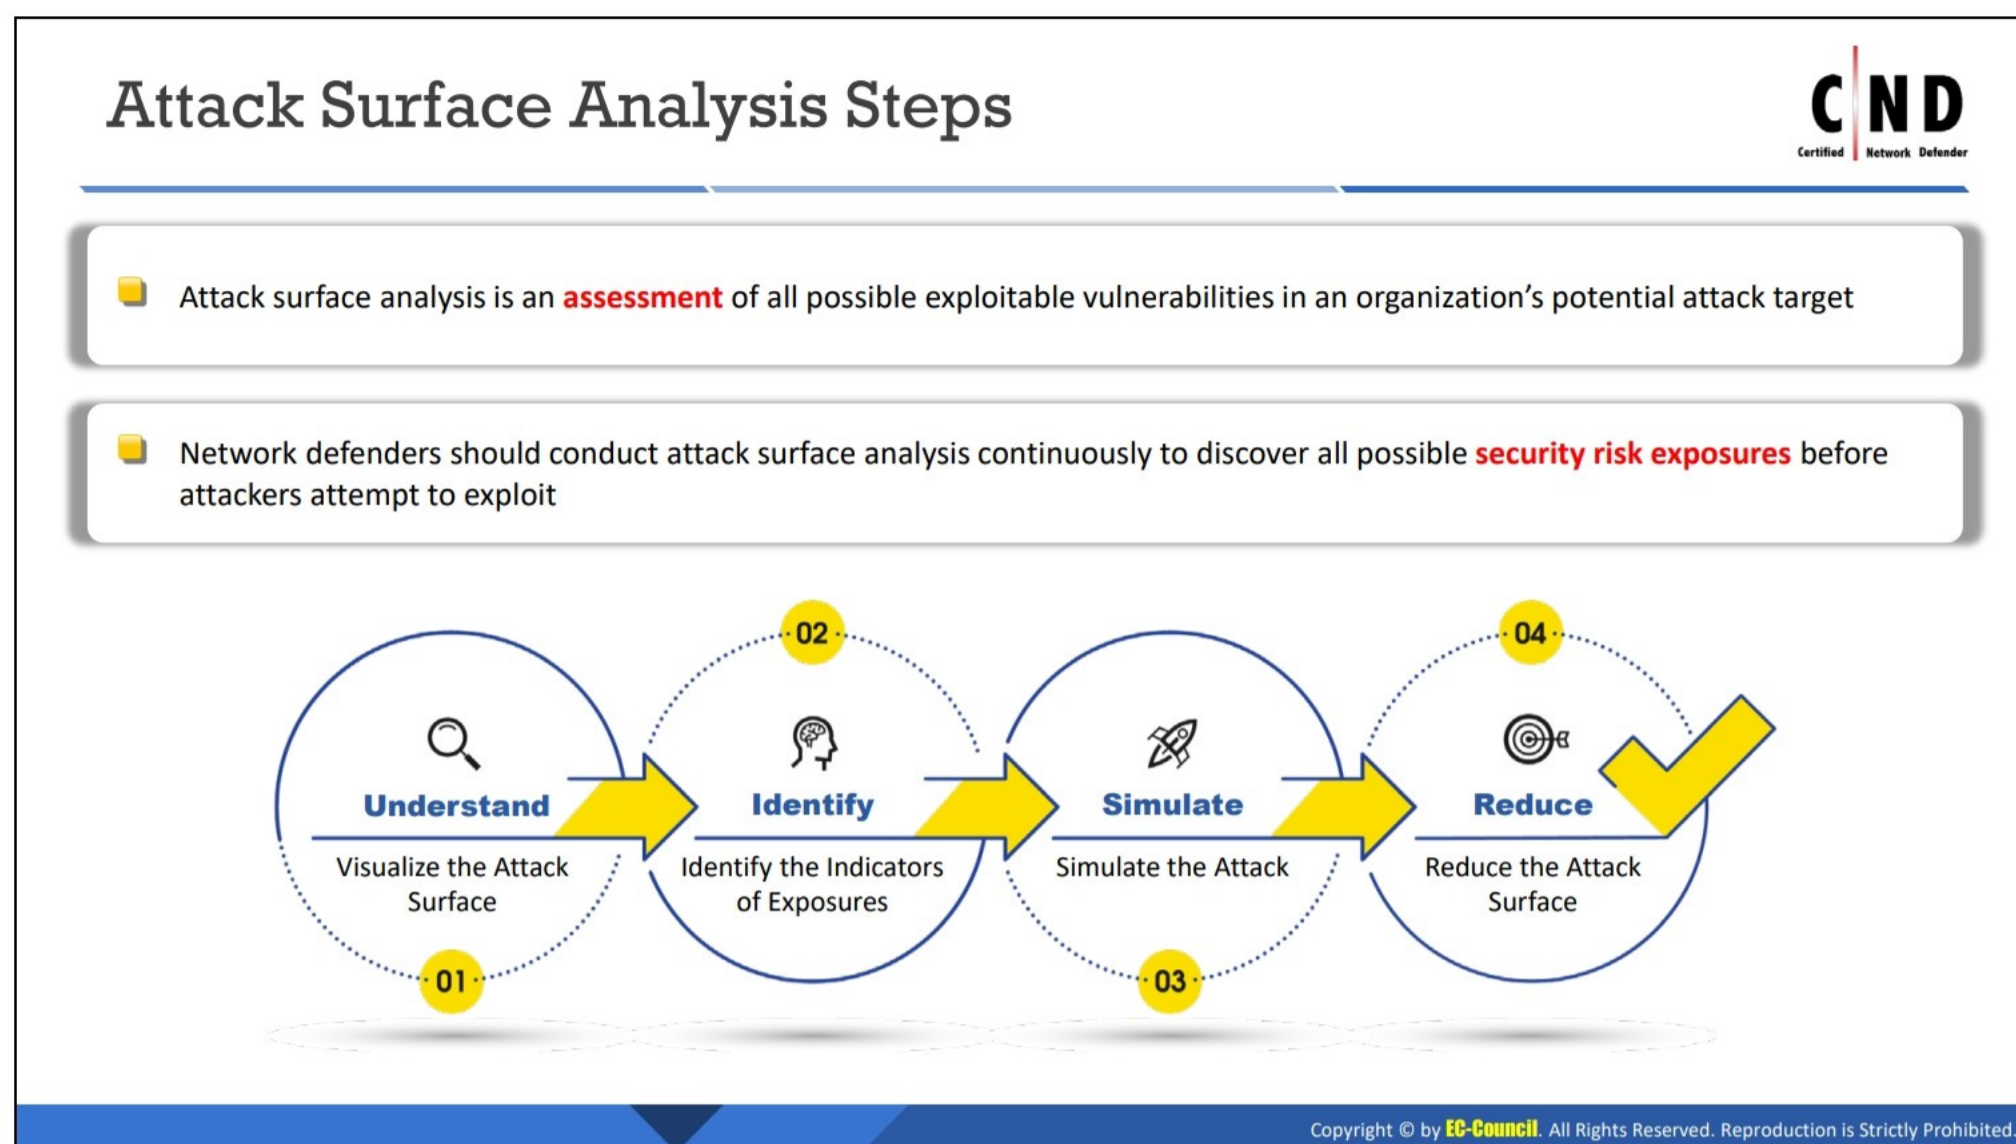 Attack Surface Analysis Steps
C ND
Certified Network Defender
Attack surface analysis is an assessment of all possible exploitable vulnerabilities in an organization's potential attack target
Network defenders should conduct attack surface analysis continuously to discover all possible security risk exposures before
attackers attempt to exploit
01
Understand
Visualize the Attack
Surface
02
Identify
Identify the Indicators
of Exposures
03
Simulate
Simulate the Attack
04
Reduce
Reduce the Attack
Surface
Copyright © by EC-Council. All Rights Reserved. Reproduction is Strictly Prohibited